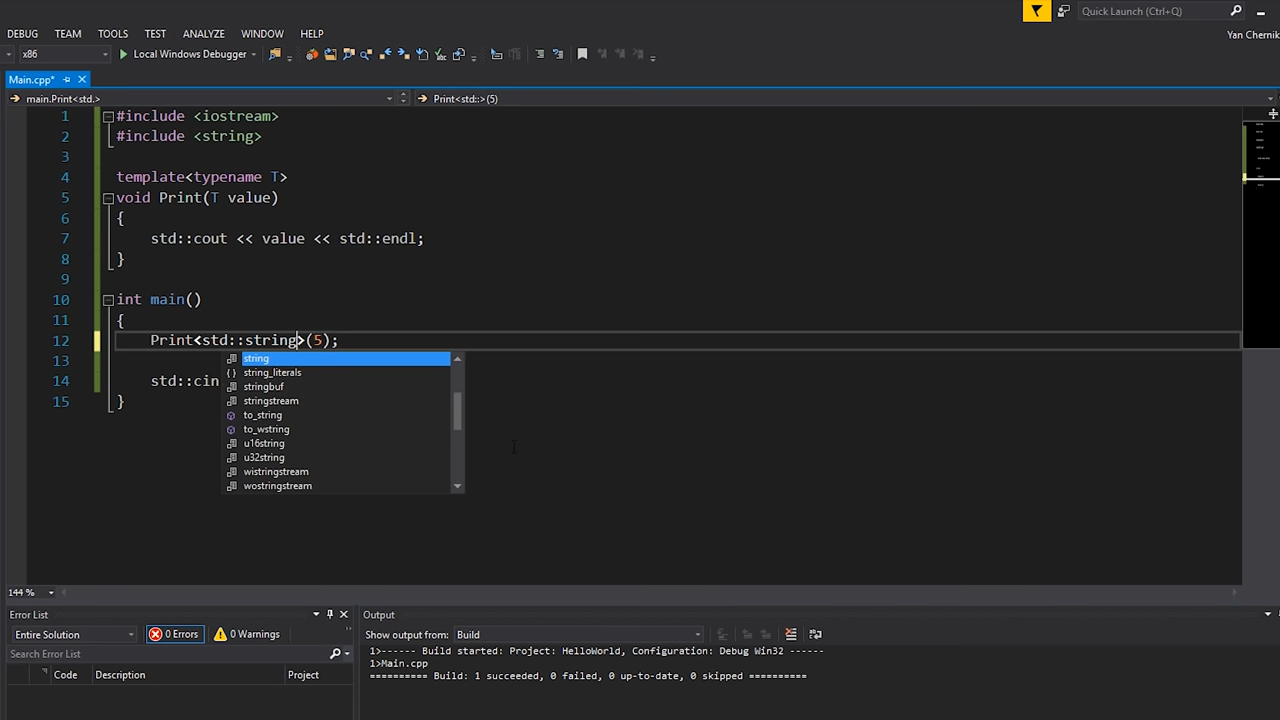 Quick Launch (Ctrl+Q)
DEBUG TEAM TOOLS TEST ANALYZE WINDOW HELP
Yan Chernik
x86 Local Windows Debugger
Main.cpp*
main.Print<std.> Print<std::>(5)
1 #include <iostream>
2 #include <string>
3
4 template<typename T>
5 void Print(T value)
6 {
7 std::cout << value << std::endl;
8 }
9
10 int main()
11 {
12 Print<std::string>(5);
13
14 std::cin
15 }
string
string_literals
stringbuf
stringstream
to_string
to_wstring
u16string
u32string
wistringstream
wostringstream
144 %
Error List
Entire Solution 0 Errors 0 Warnings
Search Error List
Code Description Project
Output
Show output from: Build
1>------ Build started: Project: HelloWorld, Configuration: Debug Win32 ------
1>Main.cpp
========== Build: 1 succeeded, 0 failed, 0 up-to-date, 0 skipped ==========